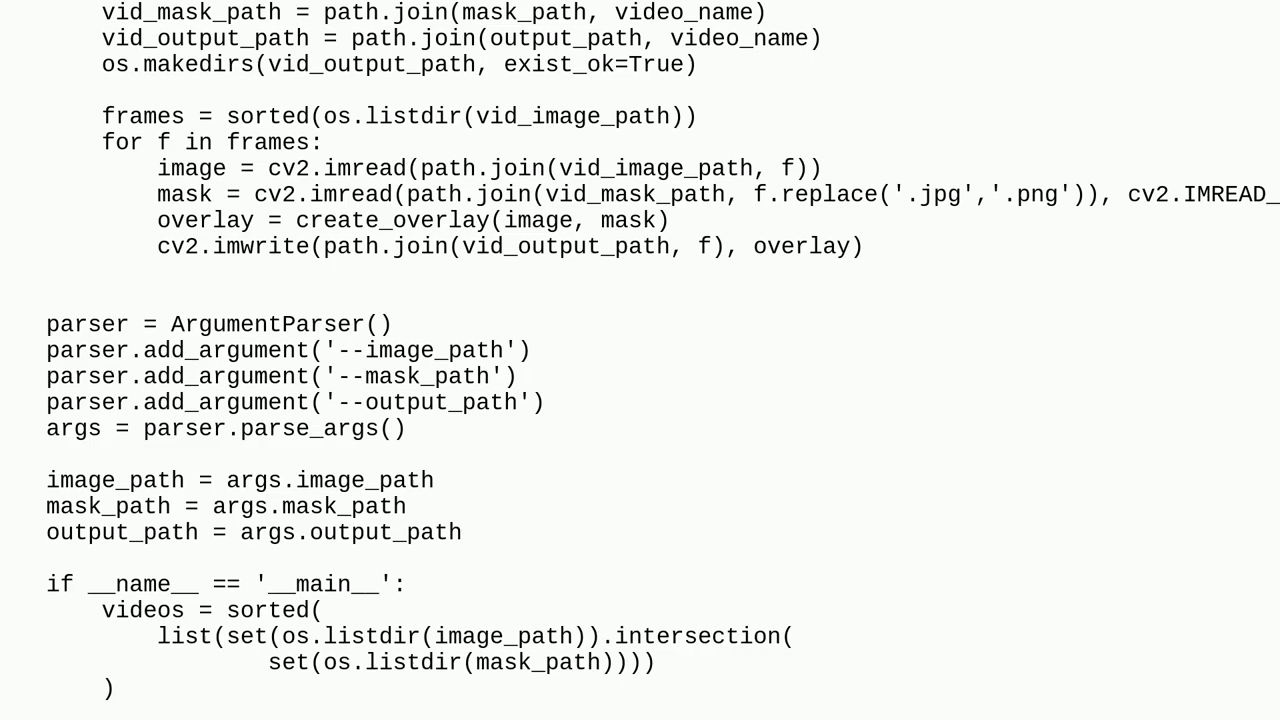 vid_mask_path = path.join(mask_path, video_name)
vid_output_path = path.join(output_path, video_name)
os.makedirs(vid_output_path, exist_ok=True)
frames = sorted(os.listdir(vid_image_path))
for f in frames:
image = cv2.imread(path.join(vid_image_path, f))
mask = cv2.imread(path.join(vid_mask_path, f.replace('.jpg','.png')), cv2.IMREAD_
overlay = create_overlay(image, mask)
cv2.imwrite(path.join(vid_output_path, f), overlay)
parser = ArgumentParser()
parser.add_argument('--image_path')
parser.add_argument('--mask_path')
parser.add_argument('--output_path')
args = parser.parse_args()
image_path = args.image_path
mask_path = args.mask_path
output_path = args.output_path
if __name__ == '__main__':
videos = sorted(
list(set(os.listdir(image_path)).intersection(
set(os.listdir(mask_path))))
)